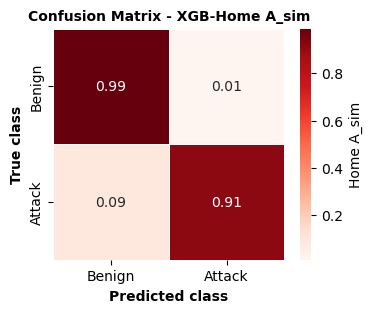 Confusion Matrix - XGB-Home A_sim
Benign
0.99
0.01
Attack
0.09
0.91
Benign
Attack
True class
Predicted class
0.8
0.6
0.4
0.2
Home A_sim